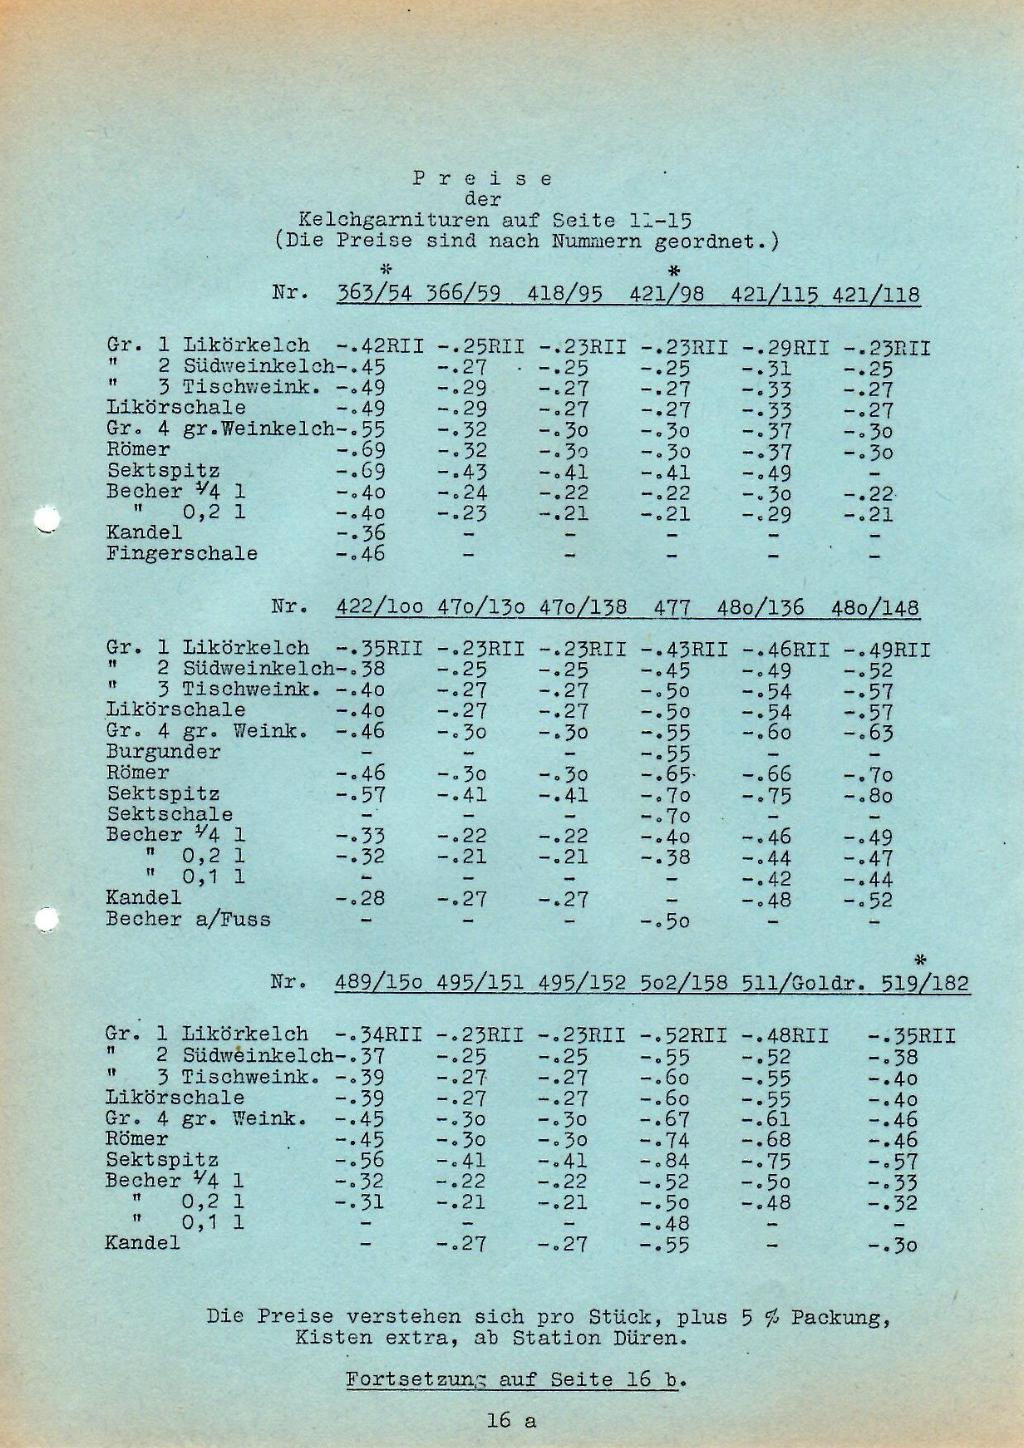 P r e i s e
der
Kelchgarnituren auf Seite 11-15
(Die Preise sind nach Nummern geordnet.)
* *
Nr. 363/54 366/59 418/95 421/98 421/115 421/118
Gr. 1 Likörkelch -.42RII -.25RII -.23RII -.23RII -.29RII -.23RII
" 2 Südweinkelch-.45 -.27 -.25 -.25 -.31 -.25
" 3 Tischweink. -.49 -.29 -.27 -.27 -.33 -.27
Likörschale -.49 -.29 -.27 -.27 -.33 -.27
Gr. 4 gr.Weinkelch-.55 -.32 -.3o -.3o -.37 -.3o
Römer -.69 -.32 -.3o -.3o -.37 -.3o
Sektspitz -.69 -.43 -.41 -.41 -.49 -
Becher 1/4 l -.4o -.24 -.22 -.22 -.3o -.22
" 0,2 l -.4o -.23 -.21 -.21 -.29 -.21
Kandel -.36 - - - - -
Fingerschale -.46 - - - - -
Nr. 422/1oo 47o/13o 47o/138 477 48o/136 48o/148
Gr. 1 Likörkelch -.35RII -.23RII -.23RII -.43RII -.46RII -.49RII
" 2 Südweinkelch-.38 -.25 -.25 -.45 -.49 -.52
" 3 Tischweink. -.4o -.27 -.27 -.5o -.54 -.57
Likörschale -.4o -.27 -.27 -.5o -.54 -.57
Gr. 4 gr. Weink. -.46 -.3o -.3o -.55 -.6o -.63
Burgunder - - - -.55 - -
Römer -.46 -.3o -.3o -.65 -.66 -.7o
Sektspitz -.57 -.41 -.41 -.7o -.75 -.8o
Sektschale - - - -.7o - -
Becher 1/4 l -.33 -.22 -.22 -.4o -.46 -.49
" 0,2 l -.32 -.21 -.21 -.38 -.44 -.47
" 0,1 l - - - - -.42 -.44
Kandel -.28 -.27 -.27 - -.48 -.52
Becher a/Fuss - - - -.5o - -
*
Nr. 489/15o 495/151 495/152 5o2/158 511/Goldr. 519/182
Gr. 1 Likörkelch -.34RII -.23RII -.23RII -.52RII -.48RII -.35RII
" 2 Südweinkelch-.37 -.25 -.25 -.55 -.52 -.38
" 3 Tischweink. -.39 -.27 -.27 -.6o -.55 -.4o
Likörschale -.39 -.27 -.27 -.6o -.55 -.4o
Gr. 4 gr. Weink. -.45 -.3o -.3o -.67 -.61 -.46
Römer -.45 -.3o -.3o -.74 -.68 -.46
Sektspitz -.56 -.41 -.41 -.84 -.75 -.57
Becher 1/4 l -.32 -.22 -.22 -.52 -.5o -.33
" 0,2 l -.31 -.21 -.21 -.5o -.48 -.32
" 0,1 l - - - -.48 - -
Kandel - -.27 -.27 -.55 - -.3o
Die Preise verstehen sich pro Stück, plus 5 % Packung,
Kisten extra, ab Station Düren.
Fortsetzung auf Seite 16 b.
16 a